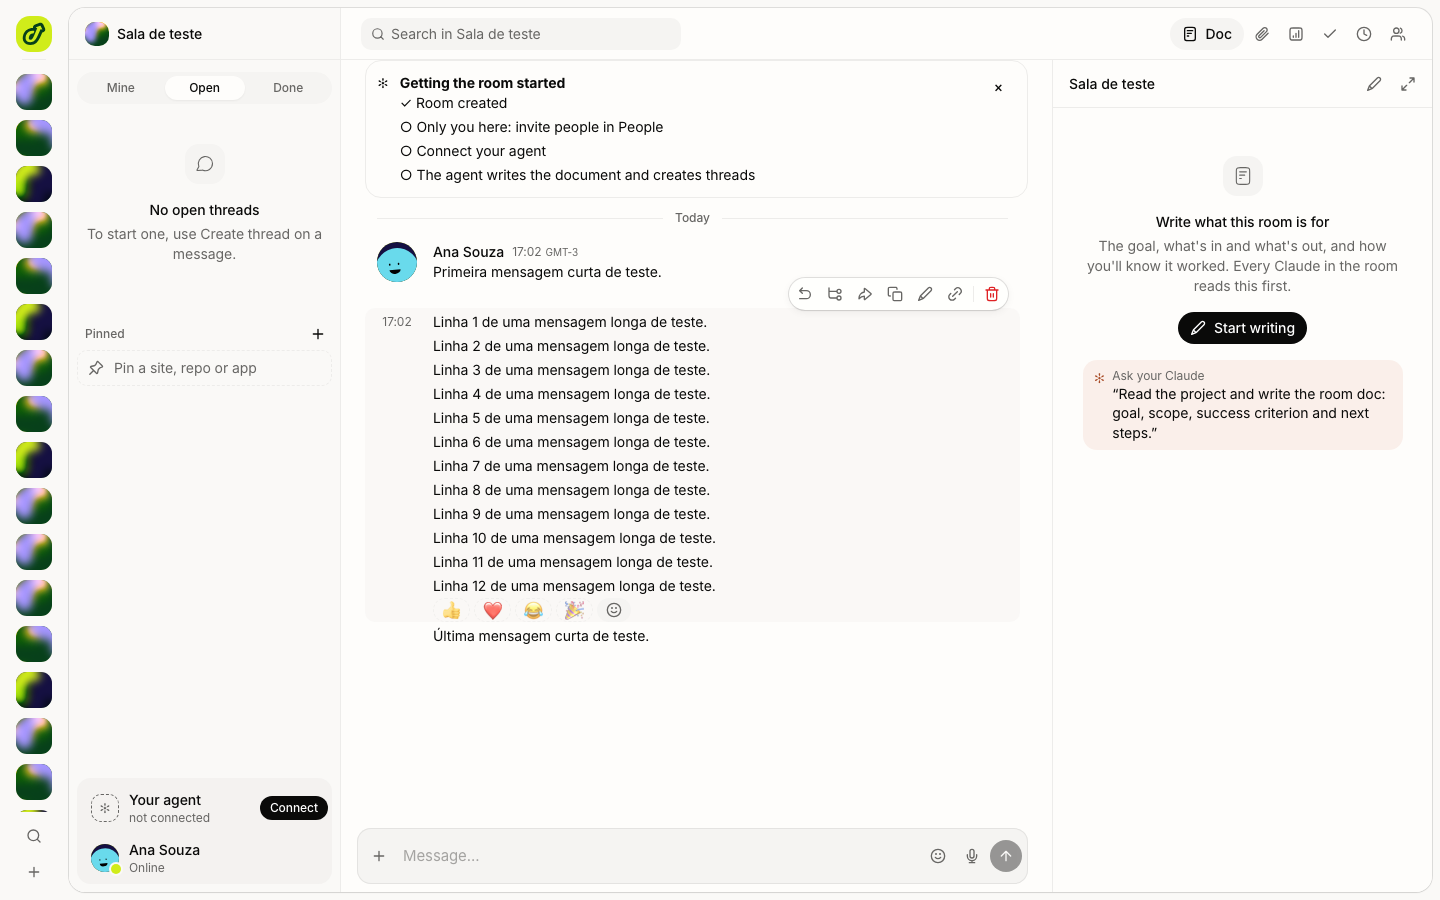 Sala de teste
Search in Sala de teste
Doc
Mine
Open
Done
No open threads
To start one, use Create thread on a
message.
Pinned
Pin a site, repo or app
Your agent
not connected
Connect
Ana Souza
Online
Getting the room started
✓ Room created
○ Only you here: invite people in People
○ Connect your agent
○ The agent writes the document and creates threads
Today
Ana Souza 17:02 GMT-3
Primeira mensagem curta de teste.
17:02
Linha 1 de uma mensagem longa de teste.
Linha 2 de uma mensagem longa de teste.
Linha 3 de uma mensagem longa de teste.
Linha 4 de uma mensagem longa de teste.
Linha 5 de uma mensagem longa de teste.
Linha 6 de uma mensagem longa de teste.
Linha 7 de uma mensagem longa de teste.
Linha 8 de uma mensagem longa de teste.
Linha 9 de uma mensagem longa de teste.
Linha 10 de uma mensagem longa de teste.
Linha 11 de uma mensagem longa de teste.
Linha 12 de uma mensagem longa de teste.
👍 ❤️ 😂 🎉
Última mensagem curta de teste.
Message...
Sala de teste
Write what this room is for
The goal, what's in and what's out, and how
you'll know it worked. Every Claude in the room
reads this first.
Start writing
Ask your Claude
“Read the project and write the room doc:
goal, scope, success criterion and next
steps.”